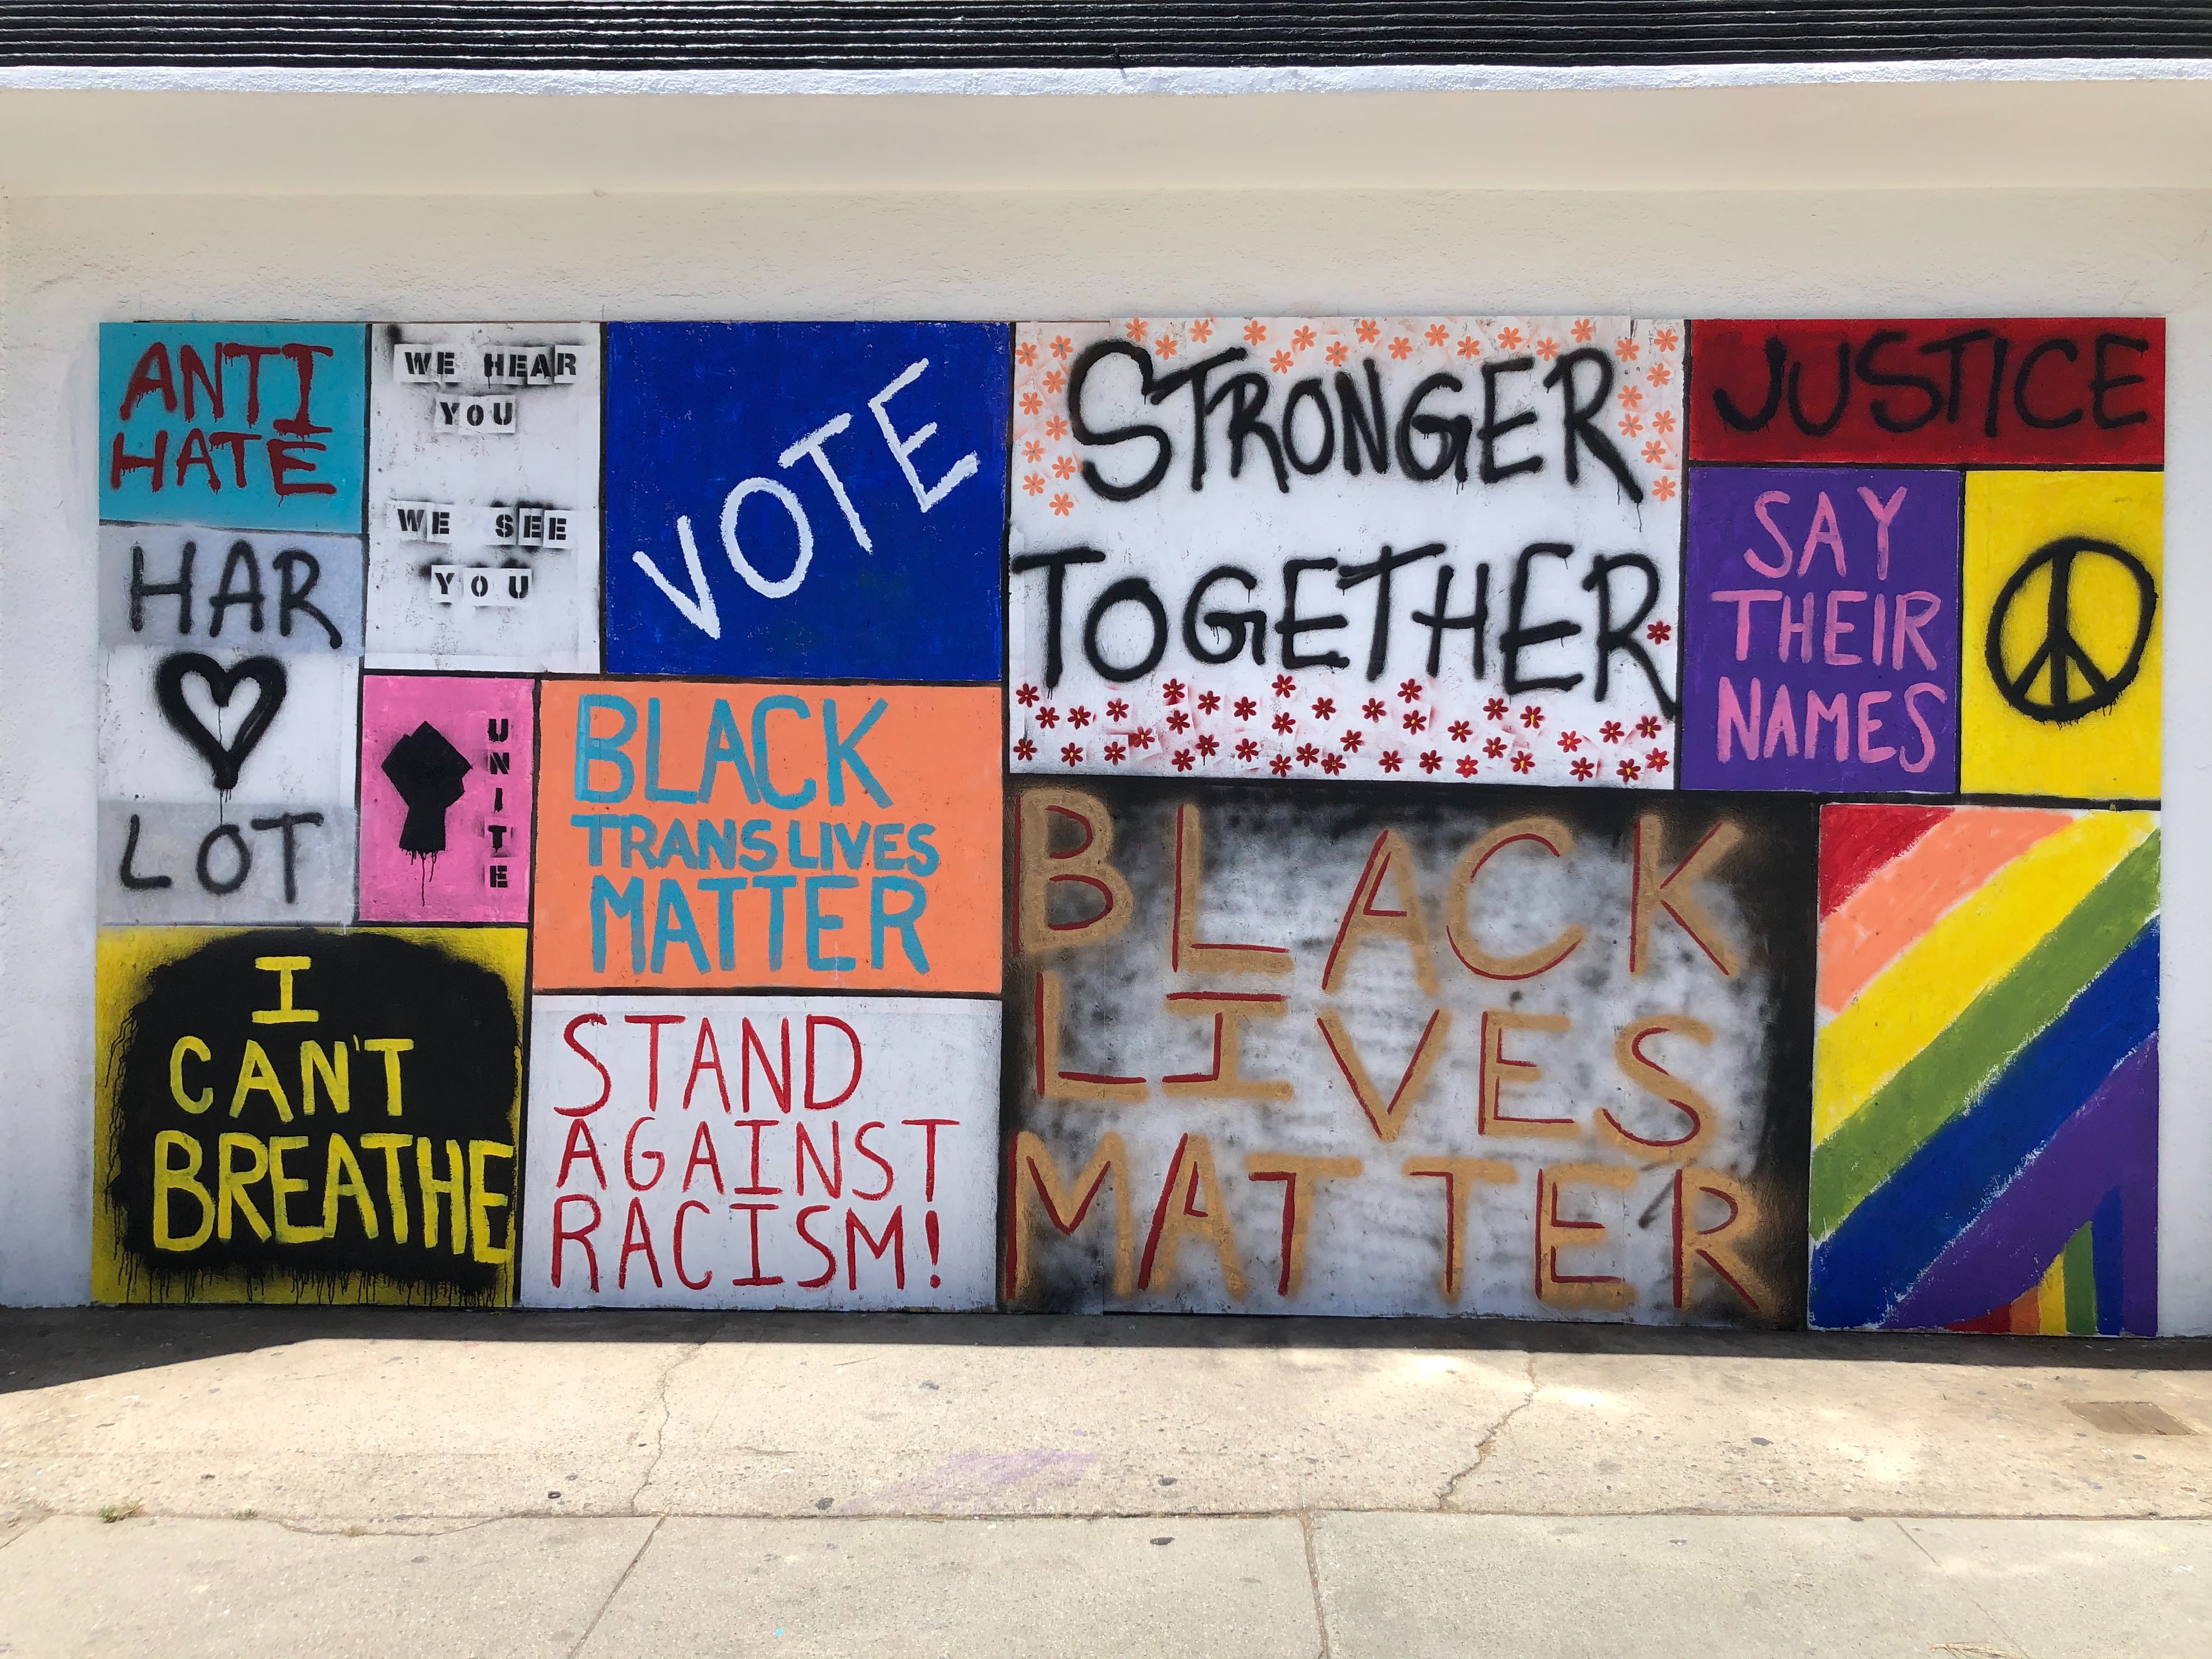 ANTI
HATE
HAR
LOT
WE HEAR
YOU
WE SEE
YOU
VOTE
UNITE
BLACK
TRANS LIVES
MATTER
I
CAN'T
BREATHE
STAND
AGAINST
RACISM!
STRONGER
TOGETHER
JUSTICE
SAY
THEIR
NAMES
BLACK
LIVES
MATTER